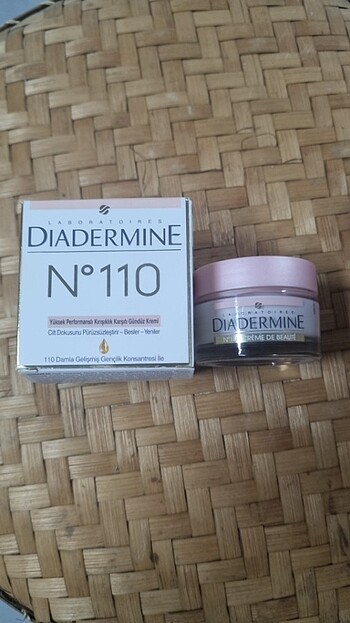 LABORATOIRES
DIADERMINE
N°110
Yüksek Performanslı Kırışıklık Karşıtı Gündüz Kremi
Cilt Dokusunu Pürüzsüzleştirir - Besler - Yeniler
110 Damla Gelişmiş Gençlik Konsantresi İle
LABORATOIRES
DIADERMINE
CRÈME DE BEAUTÉ